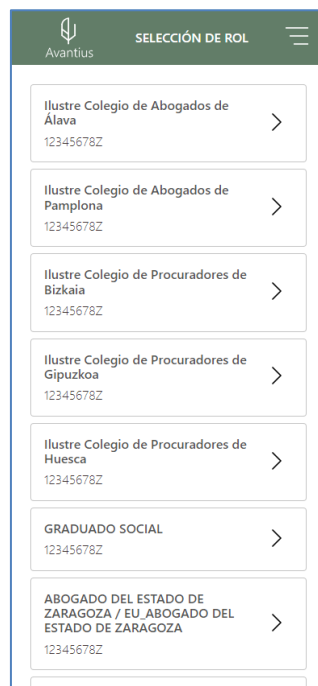 Avantius
SELECCIÓN DE ROL
Ilustre Colegio de Abogados de
Álava
12345678Z
Ilustre Colegio de Abogados de
Pamplona
12345678Z
Ilustre Colegio de Procuradores de
Bizkaia
12345678Z
Ilustre Colegio de Procuradores de
Gipuzkoa
12345678Z
Ilustre Colegio de Procuradores de
Huesca
12345678Z
GRADUADO SOCIAL
12345678Z
ABOGADO DEL ESTADO DE
ZARAGOZA / EU_ABOGADO DEL
ESTADO DE ZARAGOZA
12345678Z